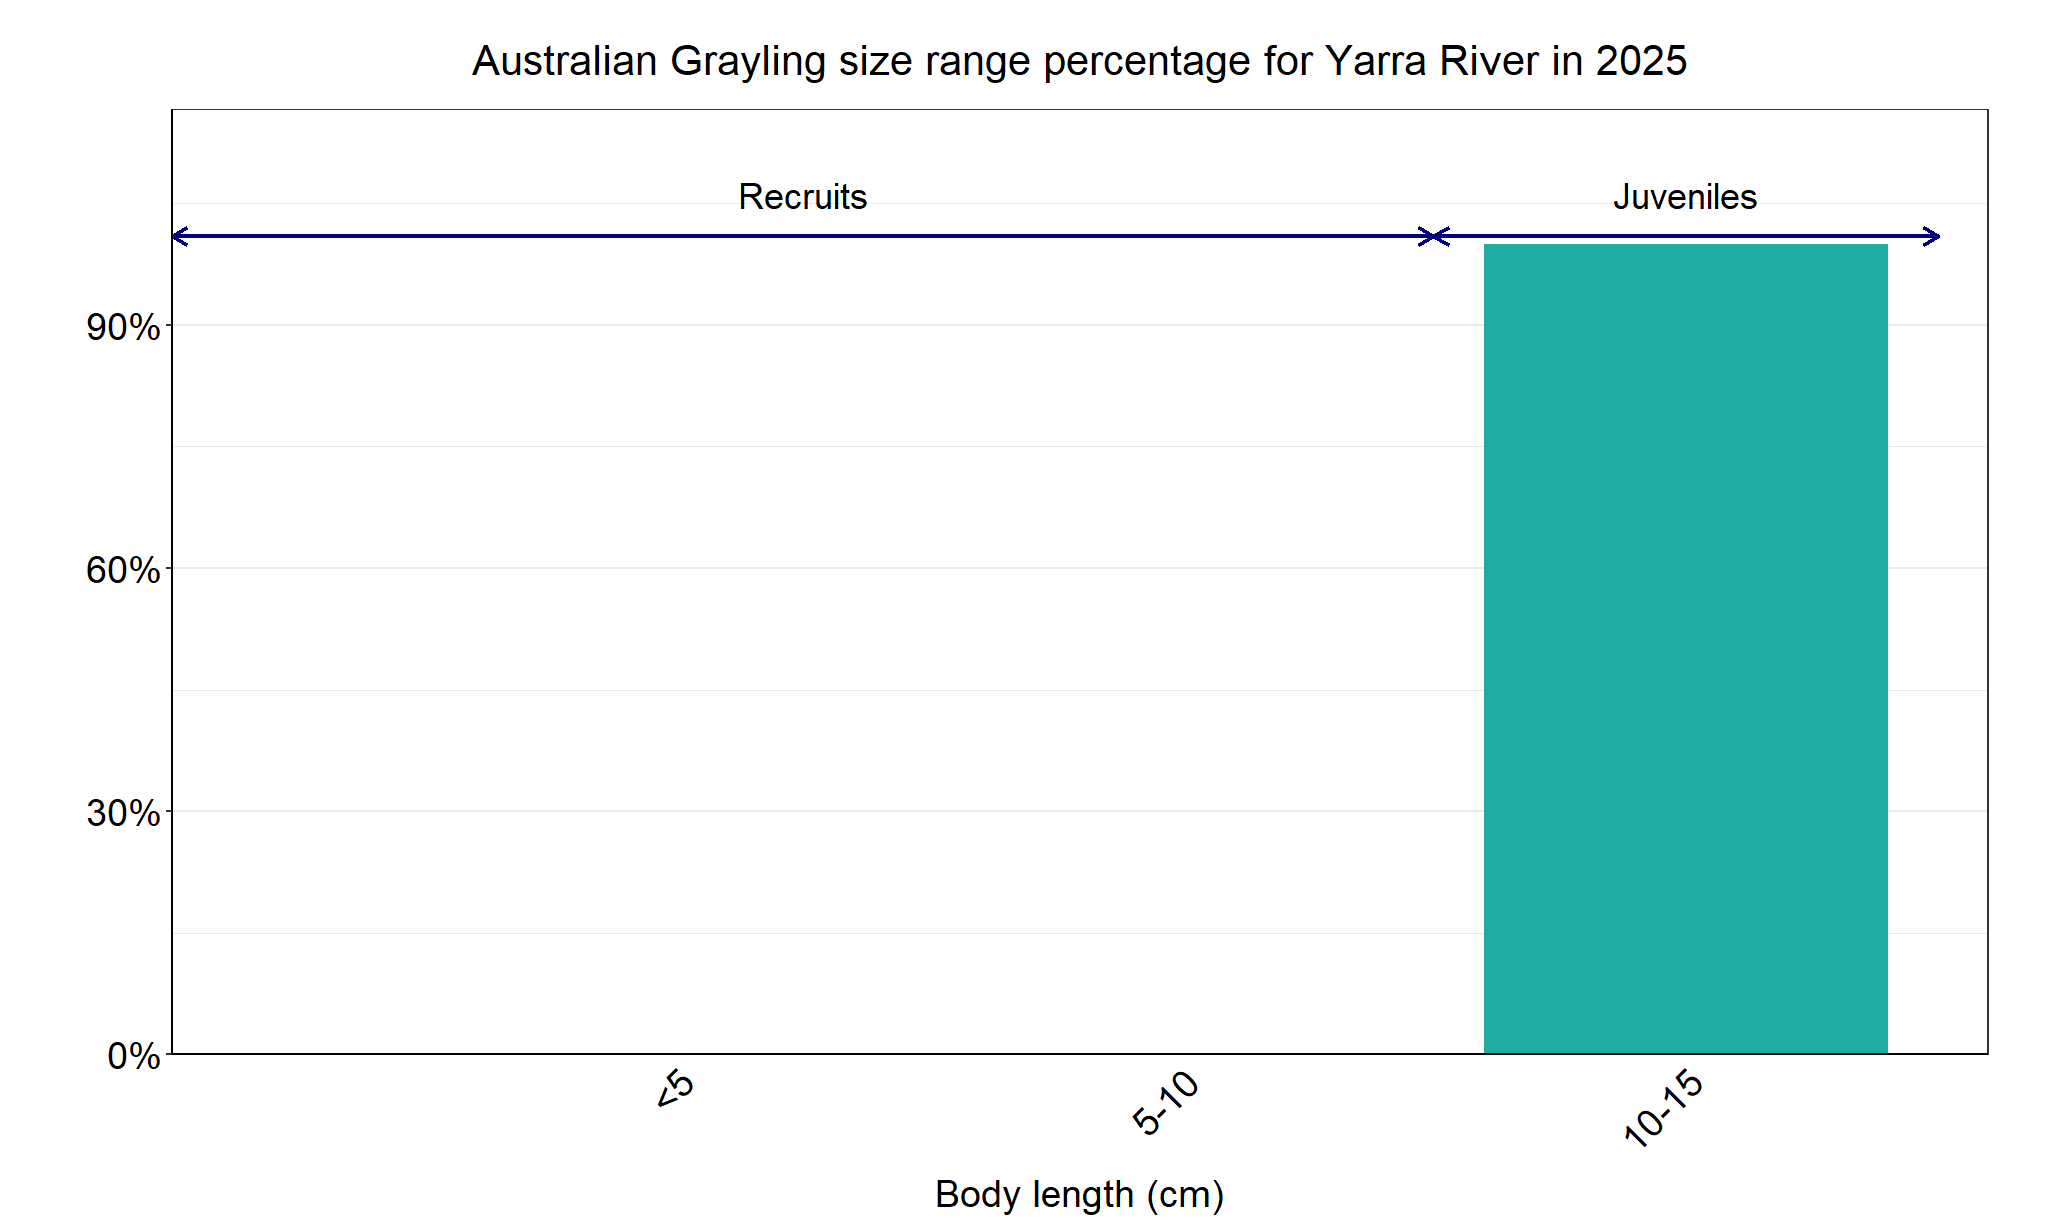 Australian Grayling size range percentage for Yarra River in 2025
Recruits
Juveniles
90%
60%
30%
0%
<5
5-10
10-15
Body length (cm)